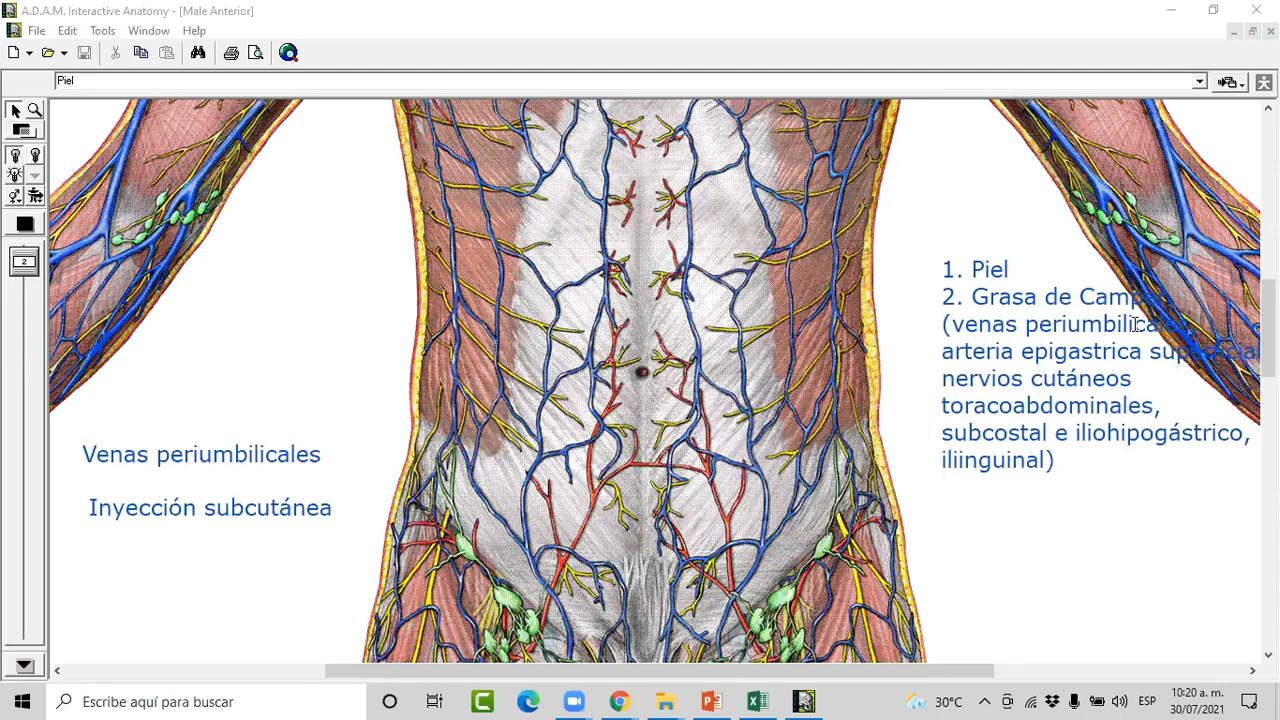 A.D.A.M. Interactive Anatomy - [Male Anterior]
File Edit Tools Window Help
Piel
2
1. Piel
2. Grasa de Camper
(venas periumbilicales,
arteria epigastrica superficial
nervios cutáneos
toracoabdominales,
subcostal e iliohipogástrico,
iliinguinal)
Venas periumbilicales
Inyección subcutánea
Escribe aquí para buscar
30°C
ESP
10:20 a. m.
30/07/2021